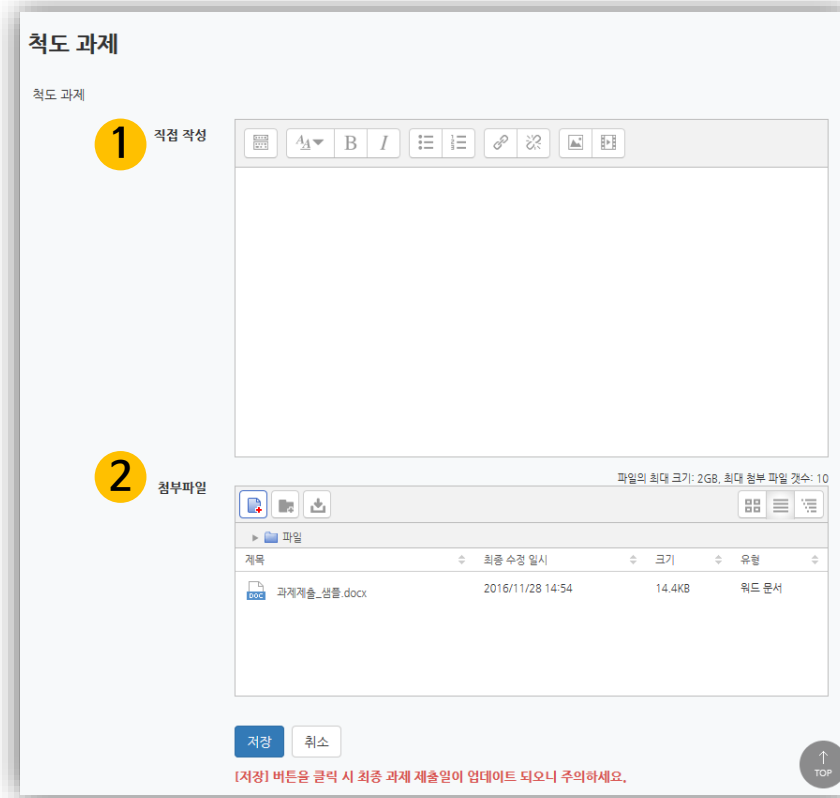 척도 과제
척도 과제
1 직접 작성
2 첨부파일
파일의 최대 크기: 2GB, 최대 첨부 파일 갯수: 10
파일
제목 최종 수정 일시 크기 유형
DOC 과제제출_샘플.docx 2016/11/28 14:54 14.4KB 워드 문서
저장 취소
TOP
[저장] 버튼을 클릭 시 최종 과제 제출일이 업데이트 되오니 주의하세요.